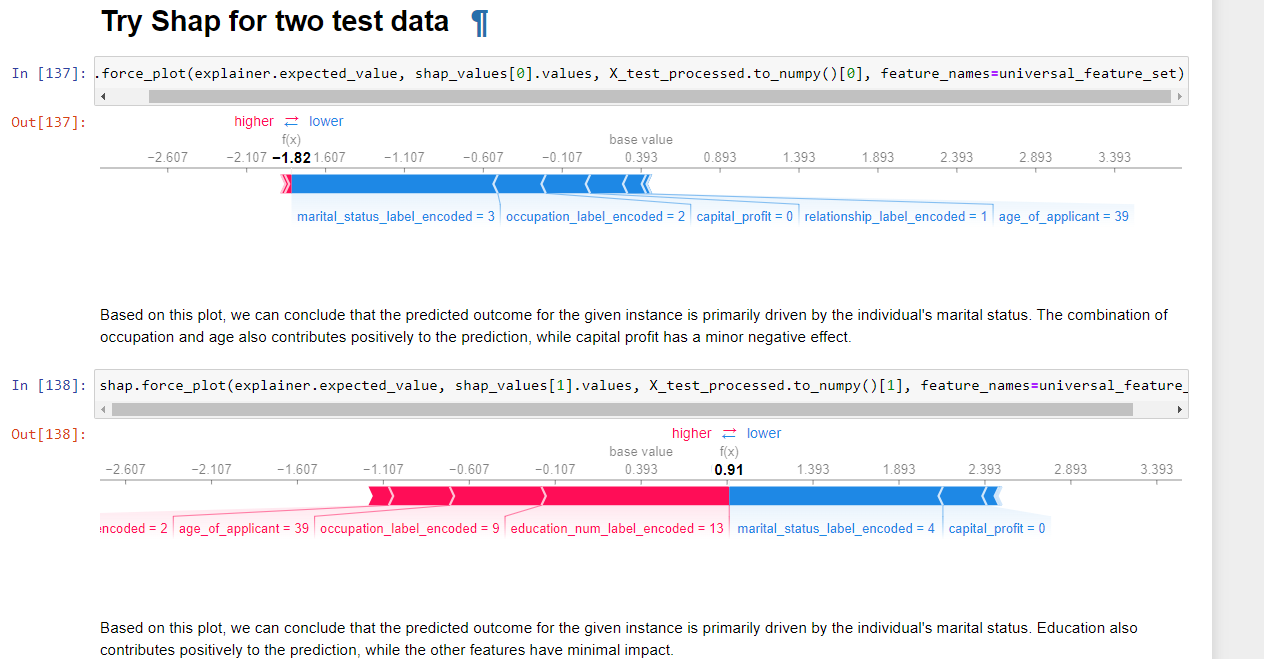 Try Shap for two test data ¶
In [137]: .force_plot(explainer.expected_value, shap_values[0].values, X_test_processed.to_numpy()[0], feature_names=universal_feature_set)
Out[137]:
higher ⇄ lower
f(x) base value
−2.607 −2.107 −1.82 1.607 −1.107 −0.607 −0.107 0.393 0.893 1.393 1.893 2.393 2.893 3.393
marital_status_label_encoded = 3 occupation_label_encoded = 2 capital_profit = 0 relationship_label_encoded = 1 age_of_applicant = 39
Based on this plot, we can conclude that the predicted outcome for the given instance is primarily driven by the individual's marital status. The combination of
occupation and age also contributes positively to the prediction, while capital profit has a minor negative effect.
In [138]: shap.force_plot(explainer.expected_value, shap_values[1].values, X_test_processed.to_numpy()[1], feature_names=universal_feature_
Out[138]:
higher ⇄ lower
base value f(x)
−2.607 −2.107 −1.607 −1.107 −0.607 −0.107 0.393 0.91 1.393 1.893 2.393 2.893 3.393
encoded = 2 age_of_applicant = 39 occupation_label_encoded = 9 education_num_label_encoded = 13 marital_status_label_encoded = 4 capital_profit = 0
Based on this plot, we can conclude that the predicted outcome for the given instance is primarily driven by the individual's marital status. Education also
contributes positively to the prediction, while the other features have minimal impact.